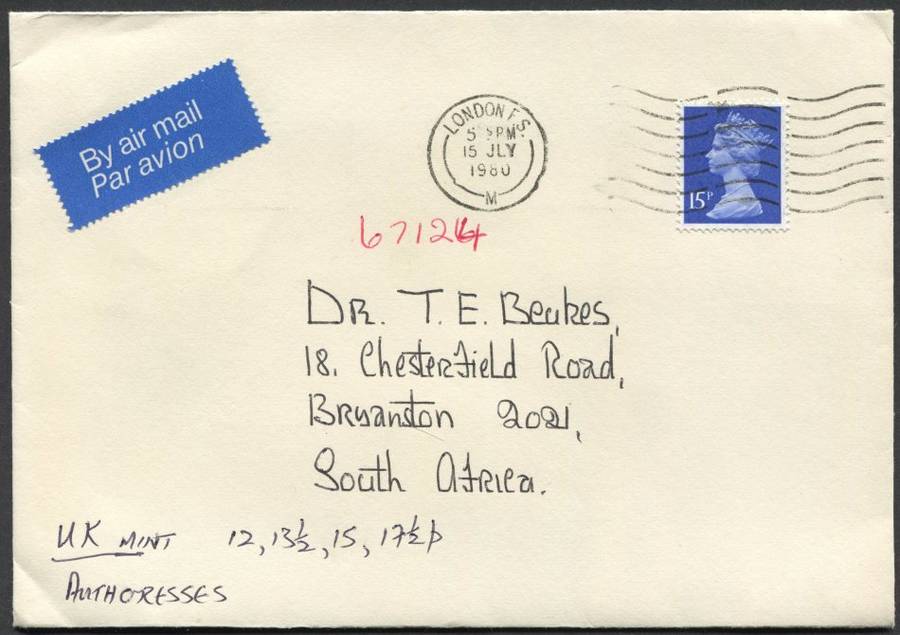 By air mail
Par avion
LONDON F.S.
5 PM
15 JLY
1980
M
15P
67124
Dr. T. E. Beukes,
18. Chesterfield Road,
Bryanston 2021,
South Africa.
UK MINT 12, 13½, 15, 17½p
AUTHORESSES